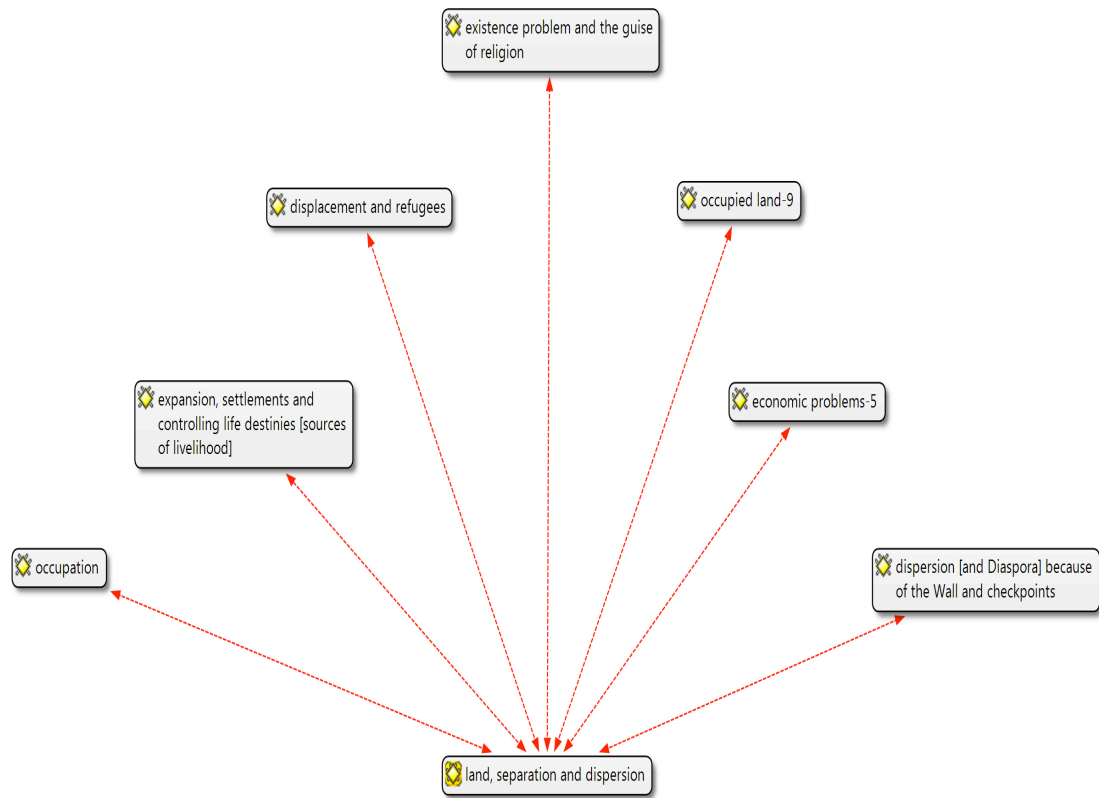 existence problem and the guise
of religion
displacement and refugees
occupied land-9
expansion, settlements and
controlling life destinies [sources
of livelihood]
economic problems-5
occupation
dispersion [and Diaspora] because
of the Wall and checkpoints
land, separation and dispersion